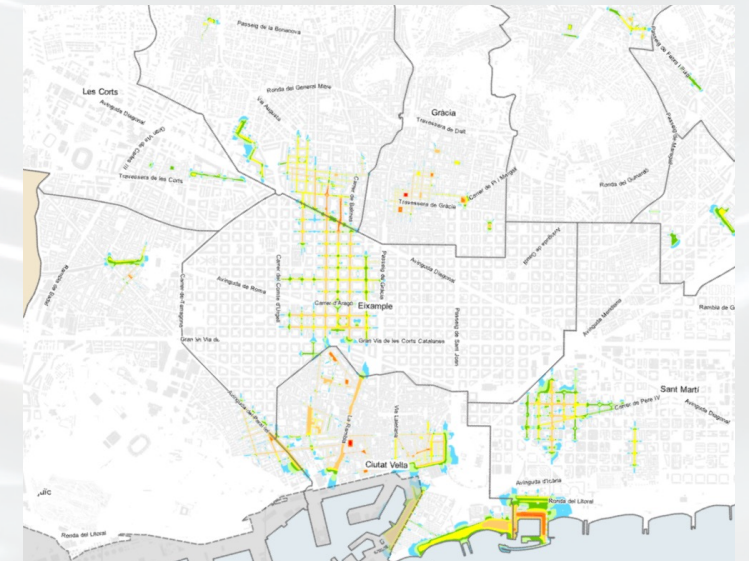 Passeig de la Bonanova
Passeig de Fabra i Puig
Les Corts
Ronda del General Mitre
Avinguda Diagonal
Via Augusta
Gràcia
Travessera de Dalt
Gran Via de Carles III
Passeig de Maragall
Travessera de les Corts
Carrer de Balmes
Carrer de Pi i Margall
Ronda del Guinardó
Travessera de Gràcia
Rambla de Badal
Carrer de Tarragona
Avinguda de Roma
Carrer del Comte d'Urgell
Passeig de Gràcia
Avinguda Diagonal
Avinguda de Gaudí
Carrer d'Aragó
Eixample
Passeig de Sant Joan
Avinguda Meridiana
Rambla de G
Gran Via de les Corts Catalanes
Sant Martí
Carrer de Pere IV
Avinguda Diagonal
La Rambla
Via Laietana
Ciutat Vella
Avinguda d'Icària
Ronda del Litoral
Ronda del Litoral